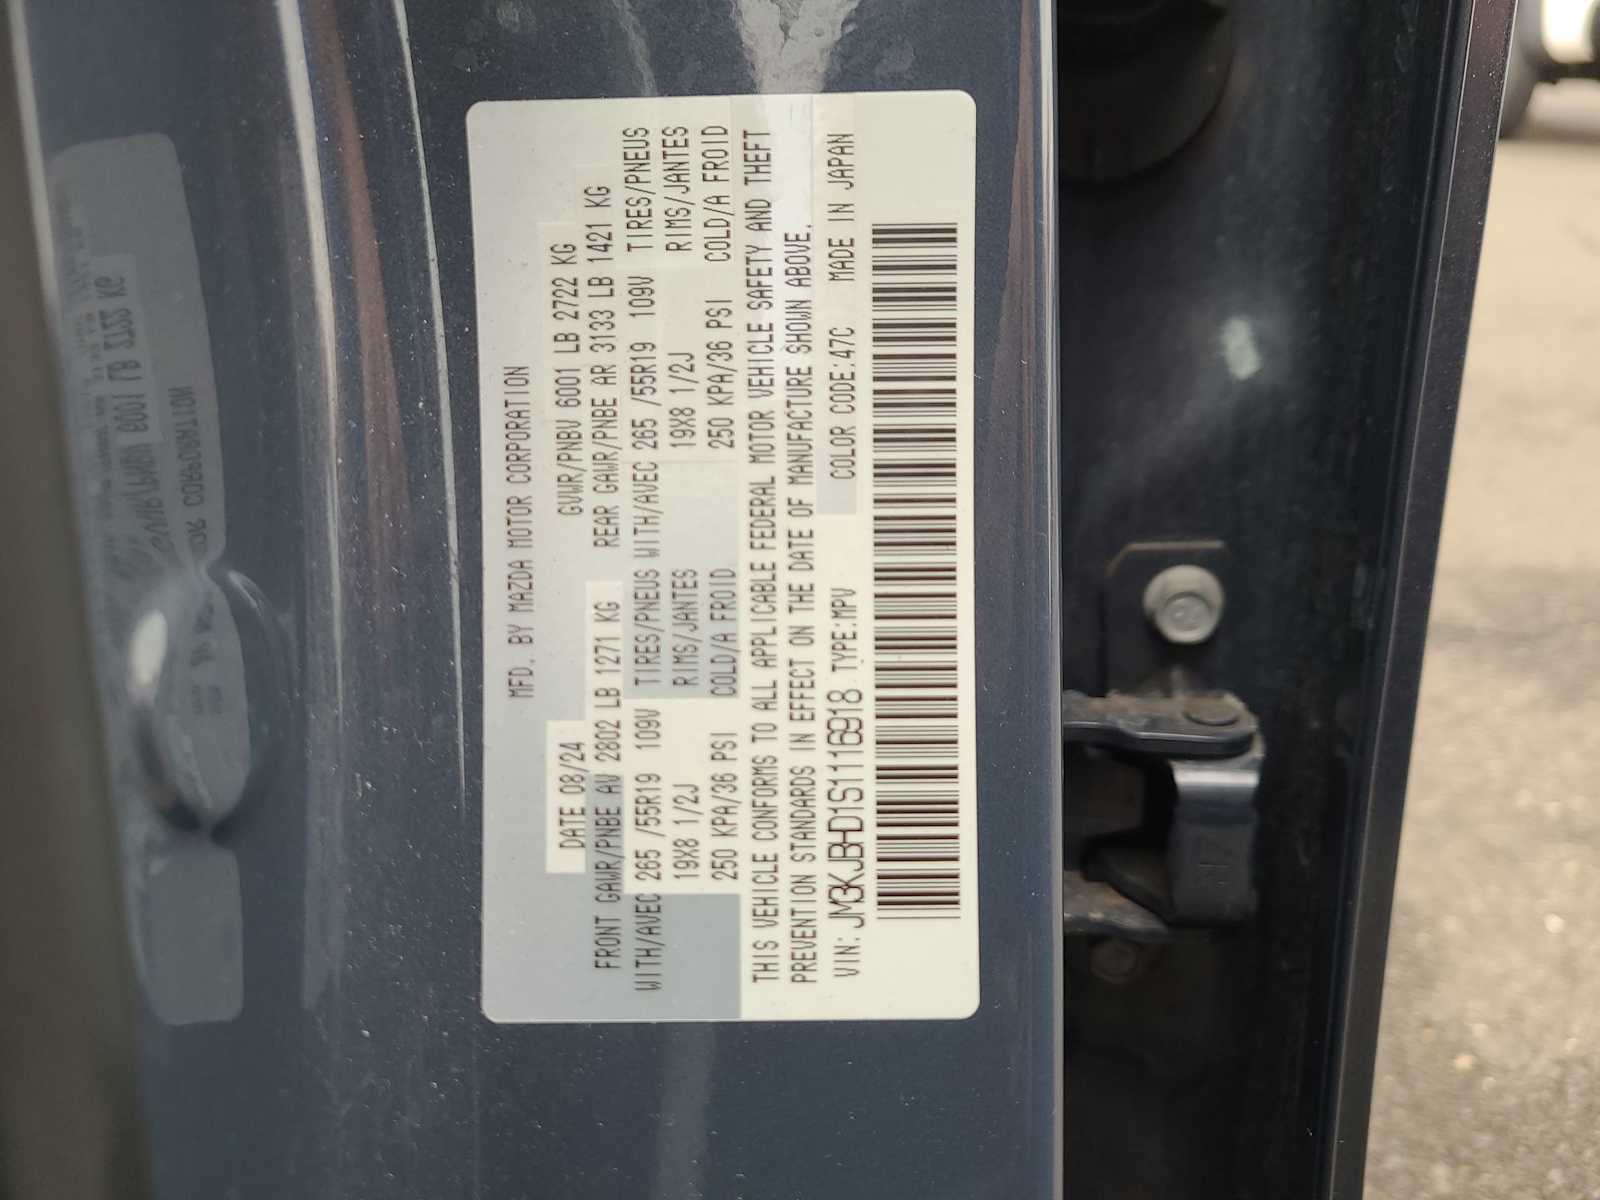 MFD. BY MAZDA MOTOR CORPORATION
DATE 08/24 GVWR/PNBV 6001 LB 2722 KG
FRONT GAWR/PNBE AV 2802 LB 1271 KG REAR GAWR/PNBE AR 3133 LB 1421 KG
WITH/AVEC 265 /55R19 109V TIRES/PNEUS WITH/AVEC 265 /55R19 109V TIRES/PNEUS
19X8 1/2J RIMS/JANTES 19X8 1/2J RIMS/JANTES
250 KPA/36 PSI COLD/A FROID 250 KPA/36 PSI COLD/A FROID
THIS VEHICLE CONFORMS TO ALL APPLICABLE FEDERAL MOTOR VEHICLE SAFETY AND THEFT
PREVENTION STANDARDS IN EFFECT ON THE DATE OF MANUFACTURE SHOWN ABOVE.
VIN: JM3KJBHD1S1116918 TYPE:MPV COLOR CODE:47C MADE IN JAPAN